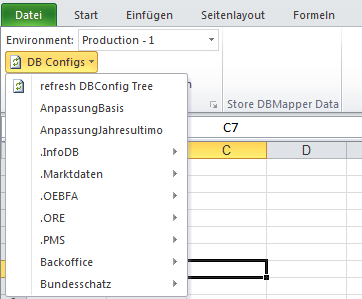 Datei Start Einfügen Seitenlayout Formeln
Environment: Production - 1
DB Configs
refresh DBConfig Tree
Store DBMapper Data
AnpassungBasis
AnpassungJahresultimo
C7
.InfoDB
C D
.Marktdaten
.OEBFA
.ORE
.PMS
Backoffice
Bundesschatz